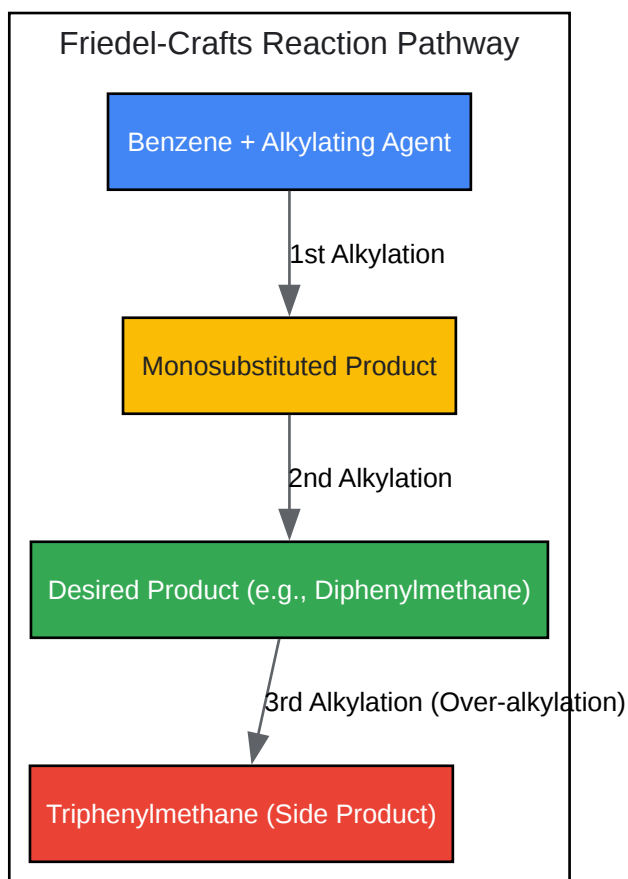 Friedel-Crafts Reaction Pathway
Benzene + Alkylating Agent
1st Alkylation
Monosubstituted Product
2nd Alkylation
Desired Product (e.g., Diphenylmethane)
3rd Alkylation (Over-alkylation)
Triphenylmethane (Side Product)